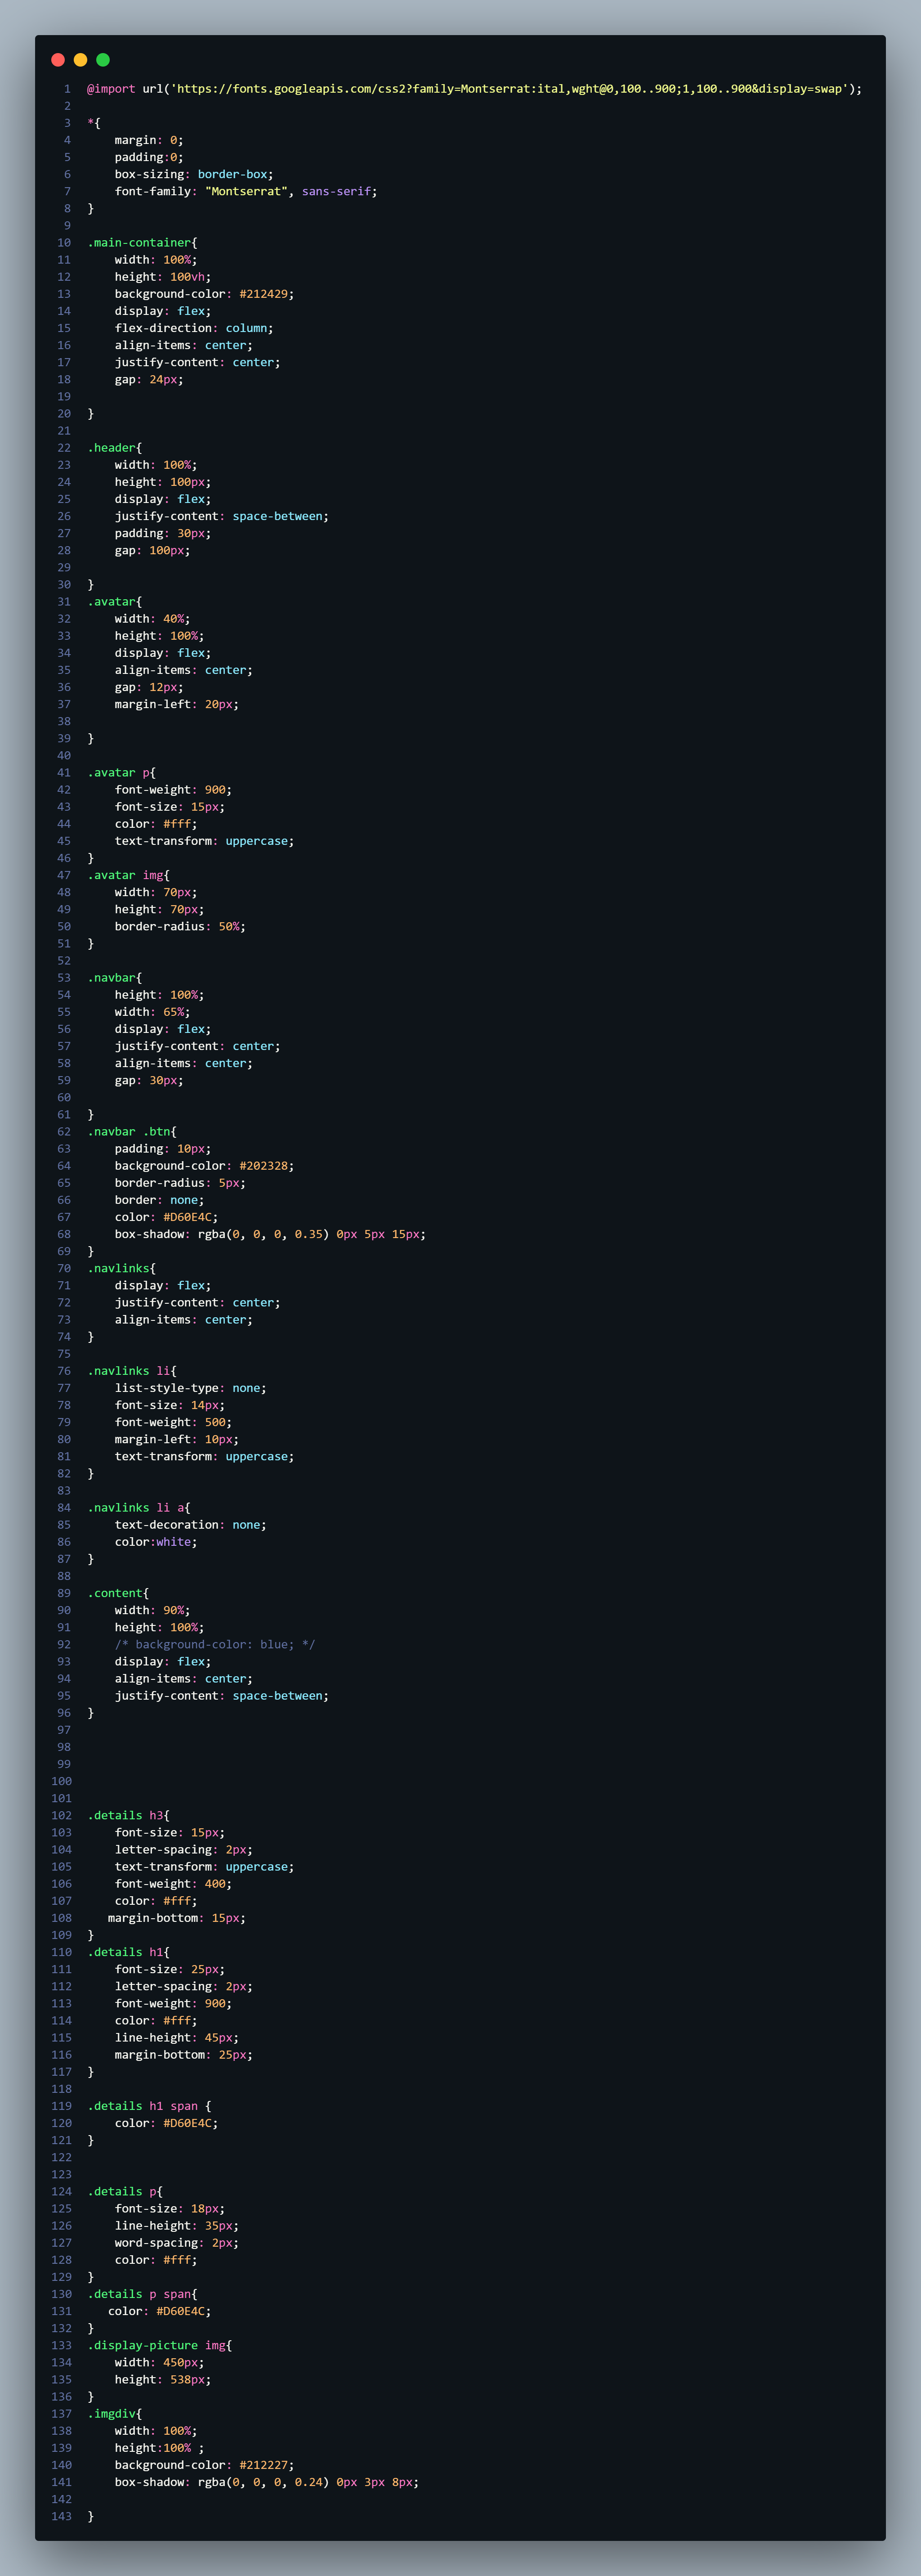 1 @import url('https://fonts.googleapis.com/css2?family=Montserrat:ital,wght@0,100..900;1,100..900&display=swap');
2
3 *{
4     margin: 0;
5     padding:0;
6     box-sizing: border-box;
7     font-family: "Montserrat", sans-serif;
8 }
9
10 .main-container{
11     width: 100%;
12     height: 100vh;
13     background-color: #212429;
14     display: flex;
15     flex-direction: column;
16     align-items: center;
17     justify-content: center;
18     gap: 24px;
19
20 }
21
22 .header{
23     width: 100%;
24     height: 100px;
25     display: flex;
26     justify-content: space-between;
27     padding: 30px;
28     gap: 100px;
29
30 }
31 .avatar{
32     width: 40%;
33     height: 100%;
34     display: flex;
35     align-items: center;
36     gap: 12px;
37     margin-left: 20px;
38
39 }
40
41 .avatar p{
42     font-weight: 900;
43     font-size: 15px;
44     color: #fff;
45     text-transform: uppercase;
46 }
47 .avatar img{
48     width: 70px;
49     height: 70px;
50     border-radius: 50%;
51 }
52
53 .navbar{
54     height: 100%;
55     width: 65%;
56     display: flex;
57     justify-content: center;
58     align-items: center;
59     gap: 30px;
60
61 }
62 .navbar .btn{
63     padding: 10px;
64     background-color: #202328;
65     border-radius: 5px;
66     border: none;
67     color: #D60E4C;
68     box-shadow: rgba(0, 0, 0, 0.35) 0px 5px 15px;
69 }
70 .navlinks{
71     display: flex;
72     justify-content: center;
73     align-items: center;
74 }
75
76 .navlinks li{
77     list-style-type: none;
78     font-size: 14px;
79     font-weight: 500;
80     margin-left: 10px;
81     text-transform: uppercase;
82 }
83
84 .navlinks li a{
85     text-decoration: none;
86     color:white;
87 }
88
89 .content{
90     width: 90%;
91     height: 100%;
92     /* background-color: blue; */
93     display: flex;
94     align-items: center;
95     justify-content: space-between;
96 }
97
98
99
100
101
102 .details h3{
103     font-size: 15px;
104     letter-spacing: 2px;
105     text-transform: uppercase;
106     font-weight: 400;
107     color: #fff;
108    margin-bottom: 15px;
109 }
110 .details h1{
111     font-size: 25px;
112     letter-spacing: 2px;
113     font-weight: 900;
114     color: #fff;
115     line-height: 45px;
116     margin-bottom: 25px;
117 }
118
119 .details h1 span {
120     color: #D60E4C;
121 }
122
123
124 .details p{
125     font-size: 18px;
126     line-height: 35px;
127     word-spacing: 2px;
128     color: #fff;
129 }
130 .details p span{
131    color: #D60E4C;
132 }
133 .display-picture img{
134     width: 450px;
135     height: 538px;
136 }
137 .imgdiv{
138     width: 100%;
139     height:100% ;
140     background-color: #212227;
141     box-shadow: rgba(0, 0, 0, 0.24) 0px 3px 8px;
142
143 }